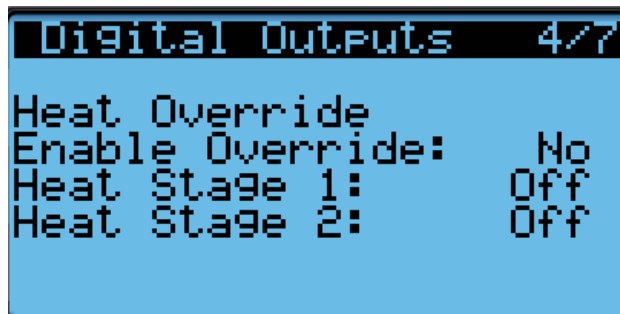 Digital Outputs 4/7
Heat Override
Enable Override: No
Heat Stage 1: Off
Heat Stage 2: Off